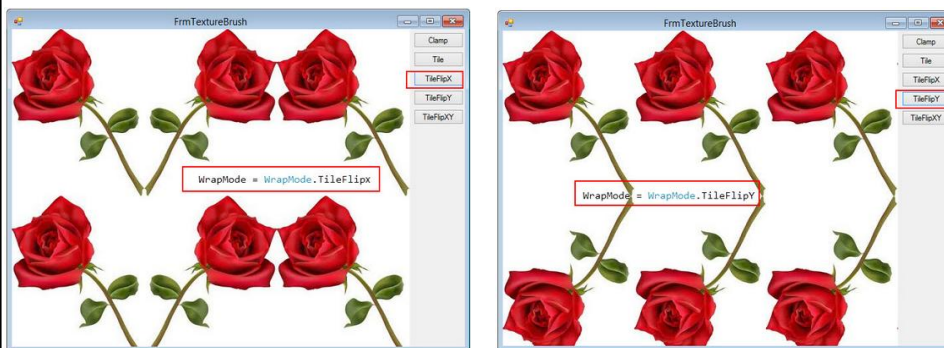 FrmTextureBrush
Clamp
Tile
TileFlipX
TileFlipY
TileFlipXY
WrapMode = WrapMode.TileFlipx
FrmTextureBrush
Clamp
Tile
TileFlipX
TileFlipY
TileFlipXY
WrapMode = WrapMode.TileFlipY